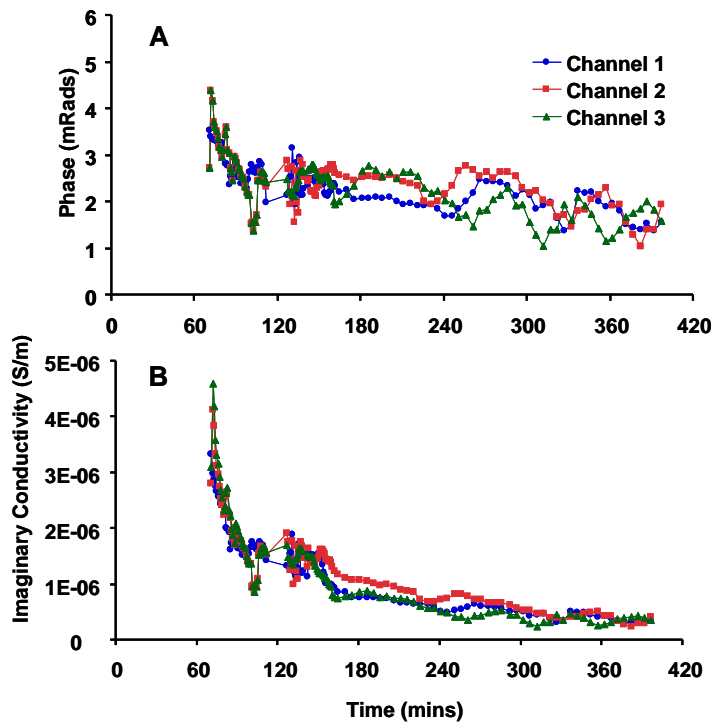 6
A
5
Channel 1
Channel 2
4
Channel 3
3
2
1
0
Phase (mRads)
0 60 120 180 240 300 360 420
5E-06
B
4E-06
3E-06
2E-06
1E-06
0
Imaginary Conductivity (S/m)
0 60 120 180 240 300 360 420
Time (mins)